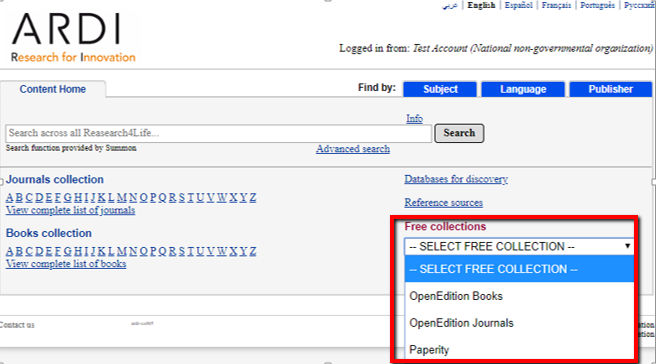 عربي | English | Español | Français | Português | Русский
ARDI
Research for Innovation
Logged in from: Test Account (National non-governmental organization)
Content Home
Find by:
Subject
Language
Publisher
Info
Search across all Reasearch4Life...
Search
Search function provided by Summon
Advanced search
Journals collection
Databases for discovery
A B C D E F G H I J K L M N O P Q R S T U V W X Y Z
View complete list of journals
Reference sources
Books collection
Free collections
A B C D E F G H I J K L M N O P Q R S T U V W X Y Z
View complete list of books
-- SELECT FREE COLLECTION --
-- SELECT FREE COLLECTION --
OpenEdition Books
OpenEdition Journals
Paperity
Contact us